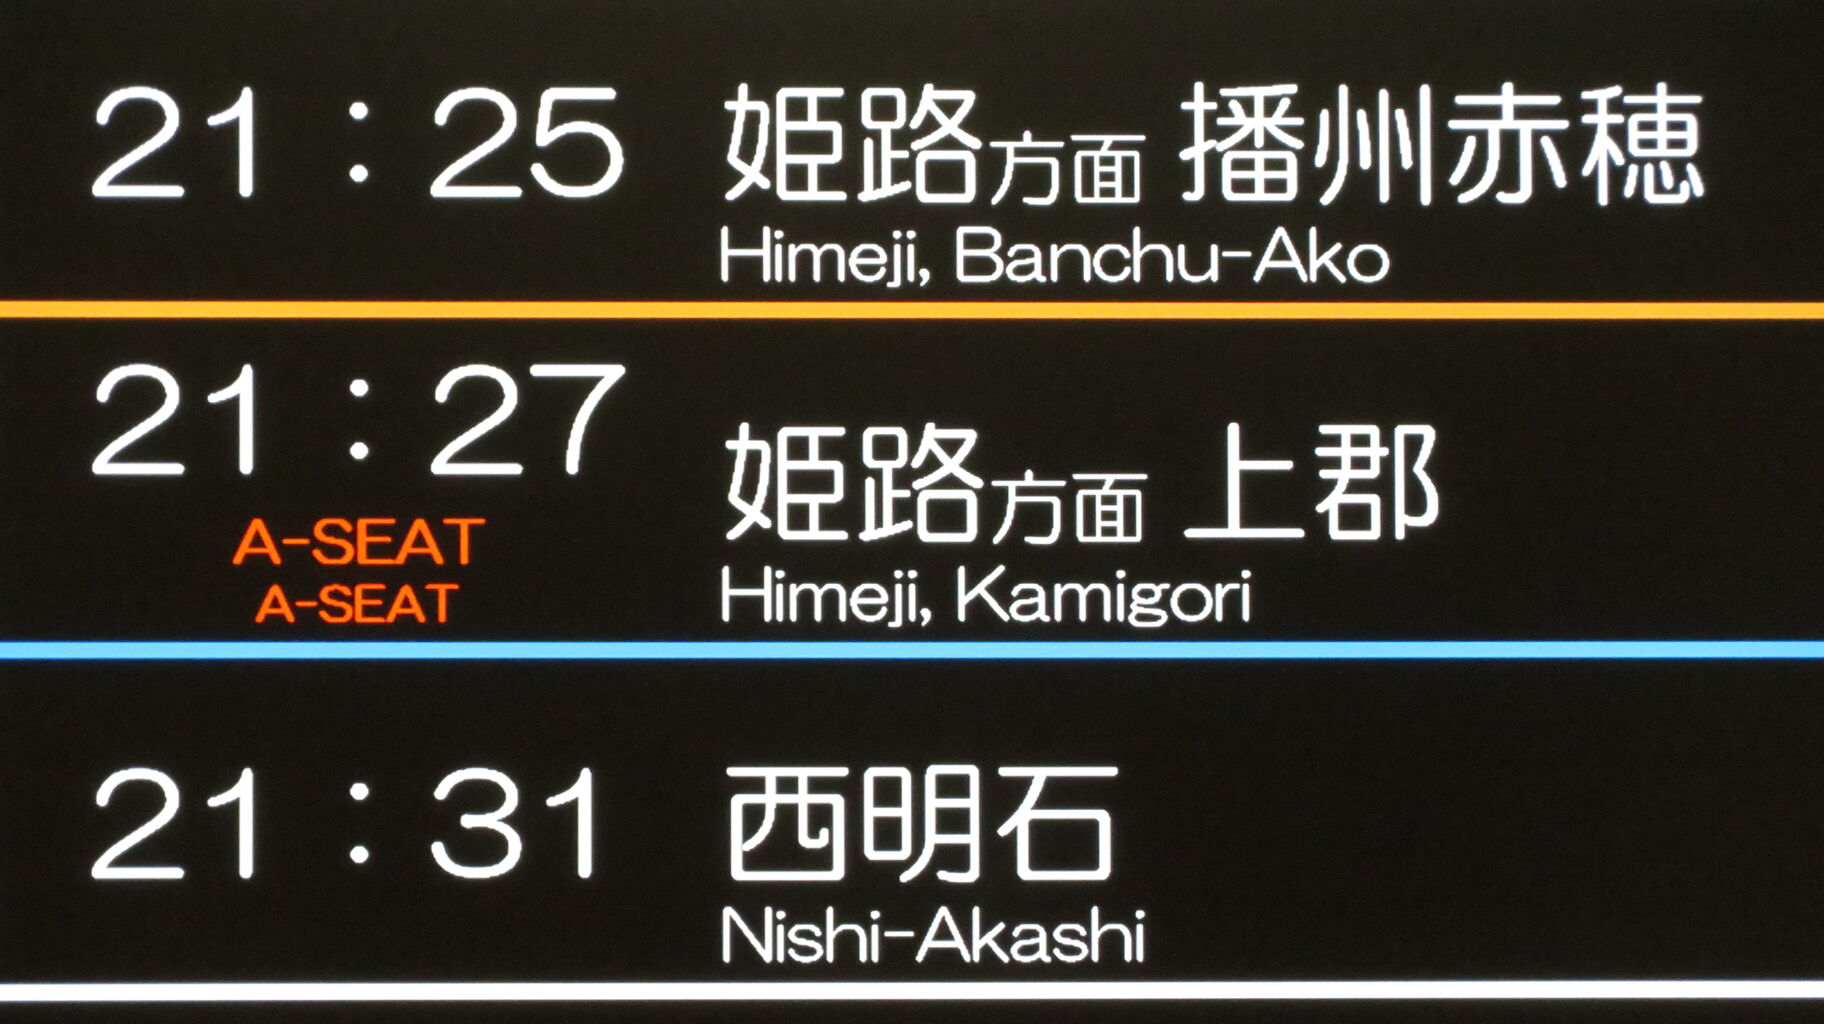 21:25 姫路方面 播州赤穂
Himeji, Banchu-Ako
21:27 姫路方面 上郡
A-SEAT
A-SEAT
Himeji, Kamigori
21:31 西明石
Nishi-Akashi